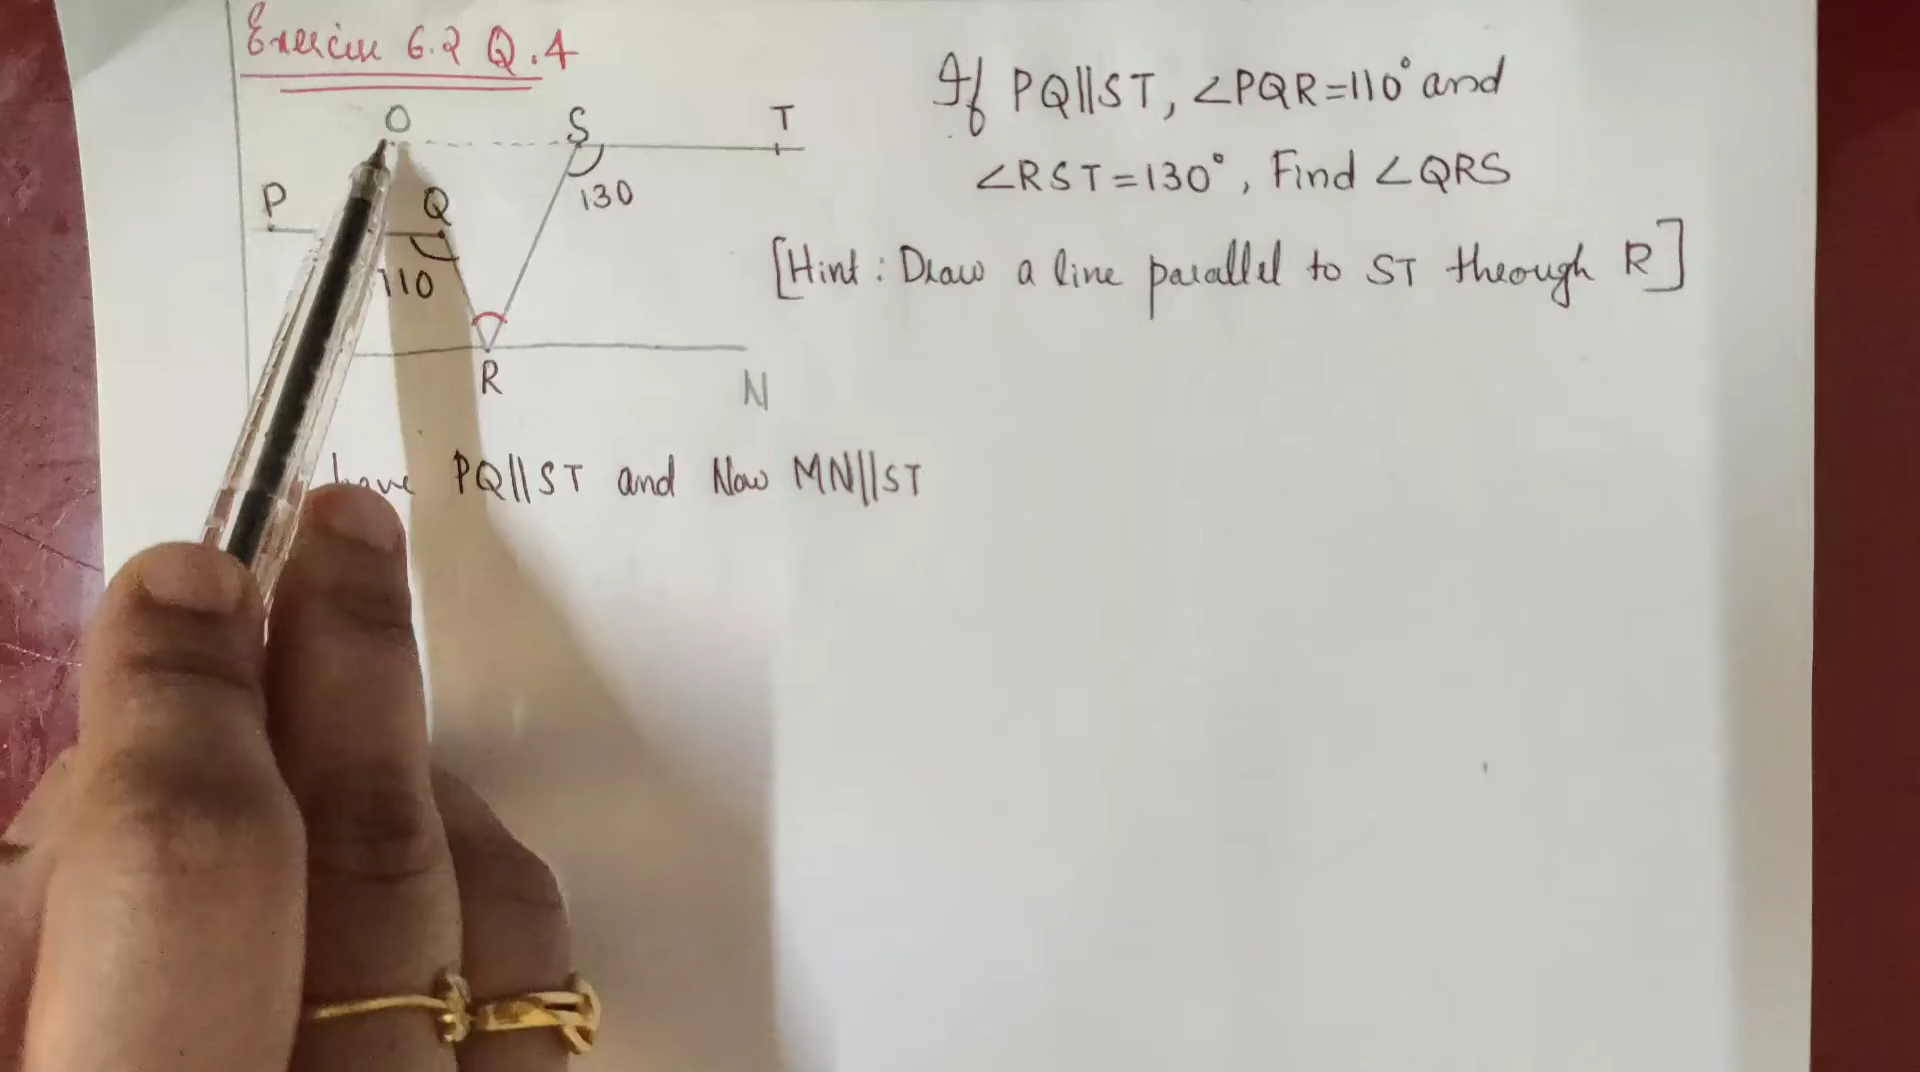 Exercise 6.2 Q.4
If PQ||ST, ∠PQR=110° and
∠RST=130°, Find ∠QRS
[Hint: Draw a line parallel to ST through R]
O S T
P Q 130
110
R N
have PQ||ST and Now MN||ST